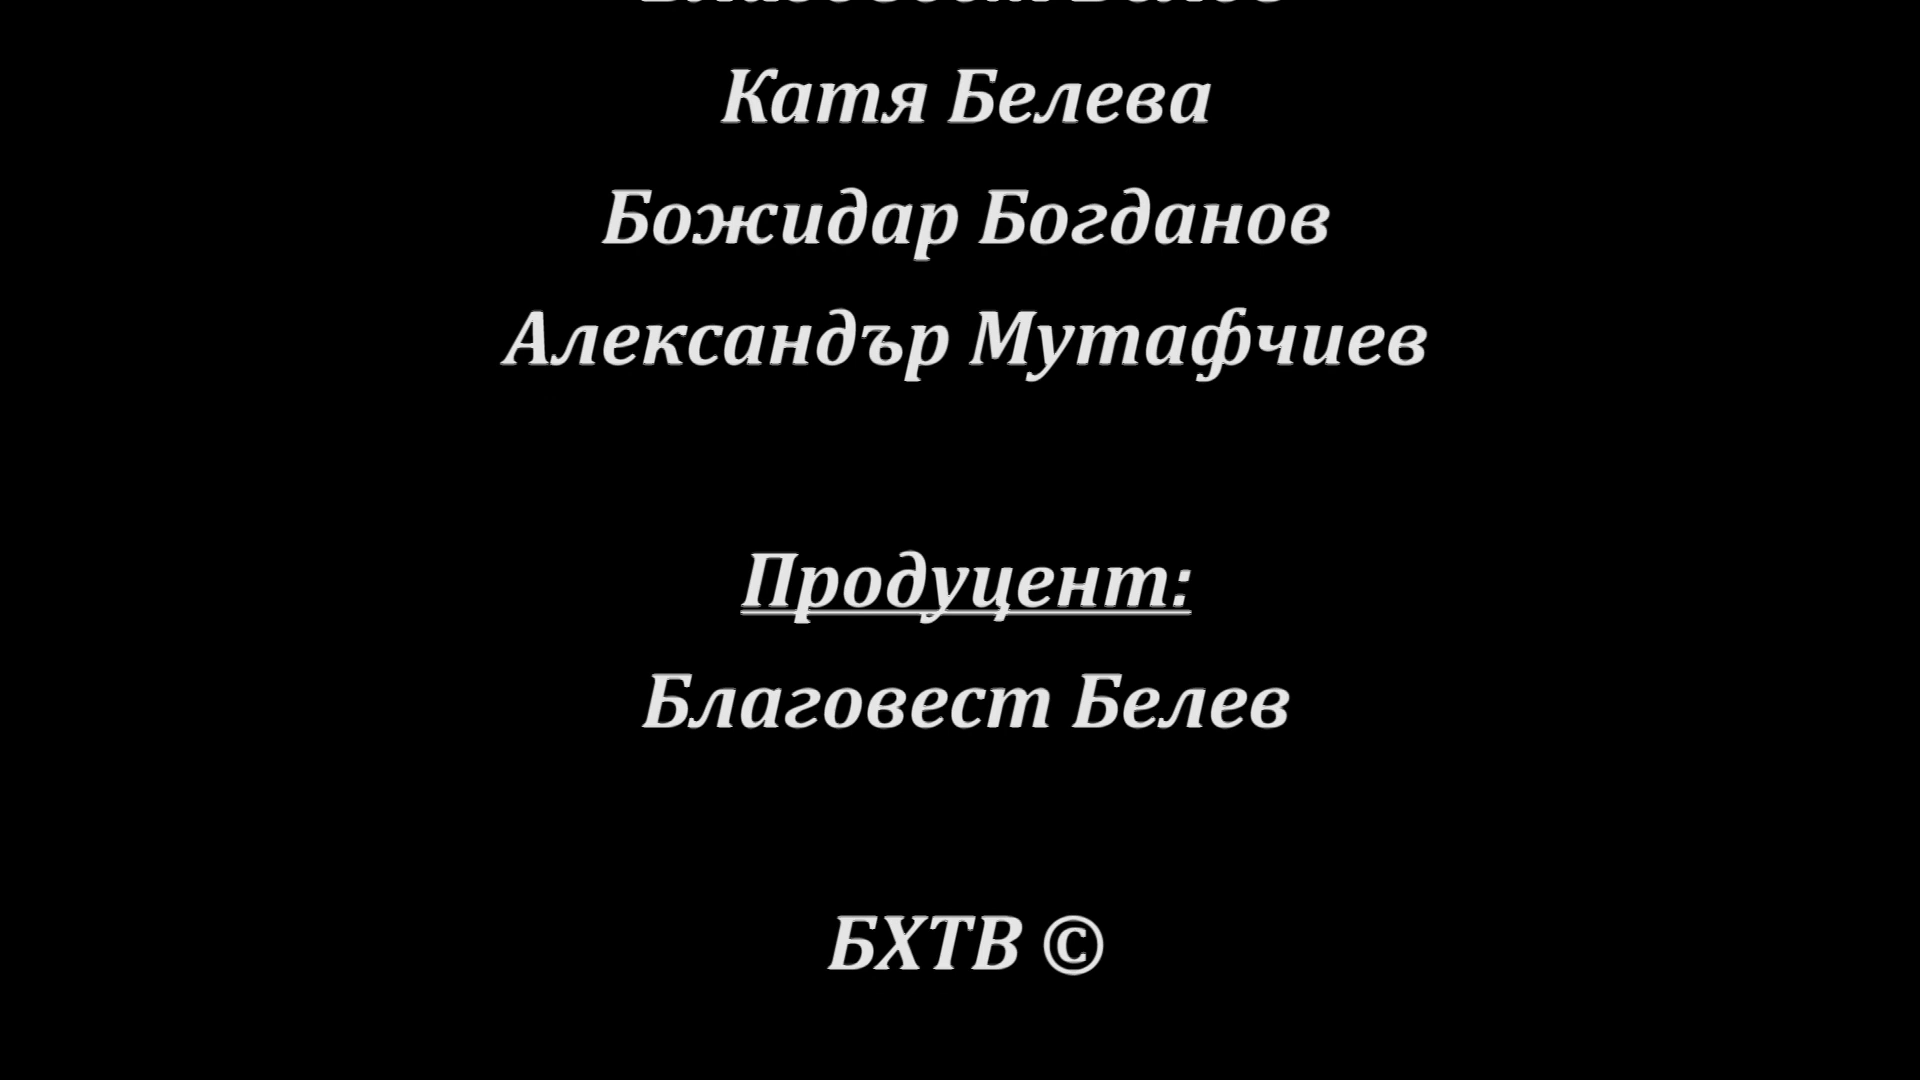 Катя Белева
Божидар Богданов
Александър Мутафчиев
Продуцент:
Благовест Белев
БХТВ ©